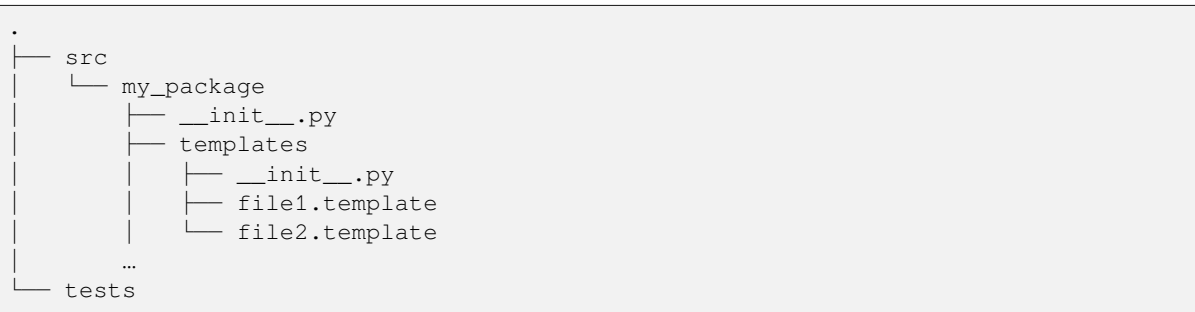 .
├── src
│   └── my_package
│       ├── __init__.py
│       ├── templates
│       │   ├── __init__.py
│       │   ├── file1.template
│       │   └── file2.template
│       …
└── tests